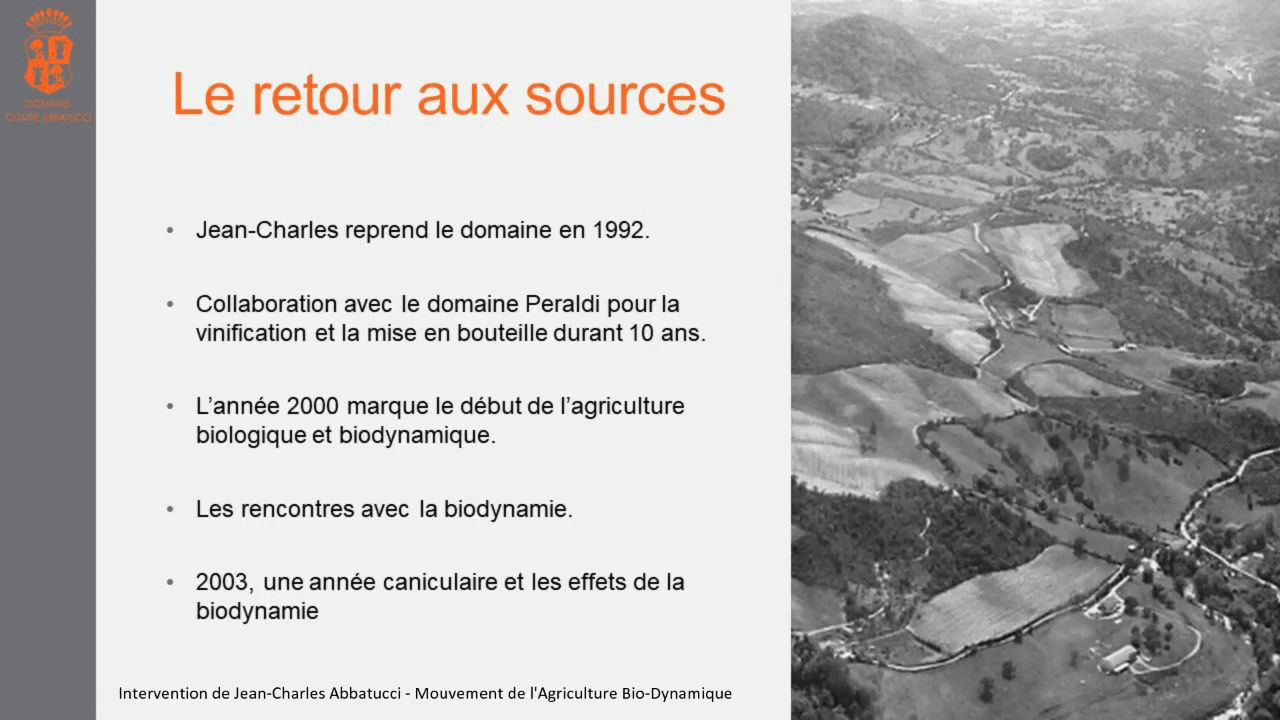 DOMAINE
COMTE ABBATUCCI
Le retour aux sources
• Jean-Charles reprend le domaine en 1992.
• Collaboration avec le domaine Peraldi pour la
vinification et la mise en bouteille durant 10 ans.
• L’année 2000 marque le début de l’agriculture
biologique et biodynamique.
• Les rencontres avec la biodynamie.
• 2003, une année caniculaire et les effets de la
biodynamie
Intervention de Jean-Charles Abbatucci - Mouvement de l'Agriculture Bio-Dynamique